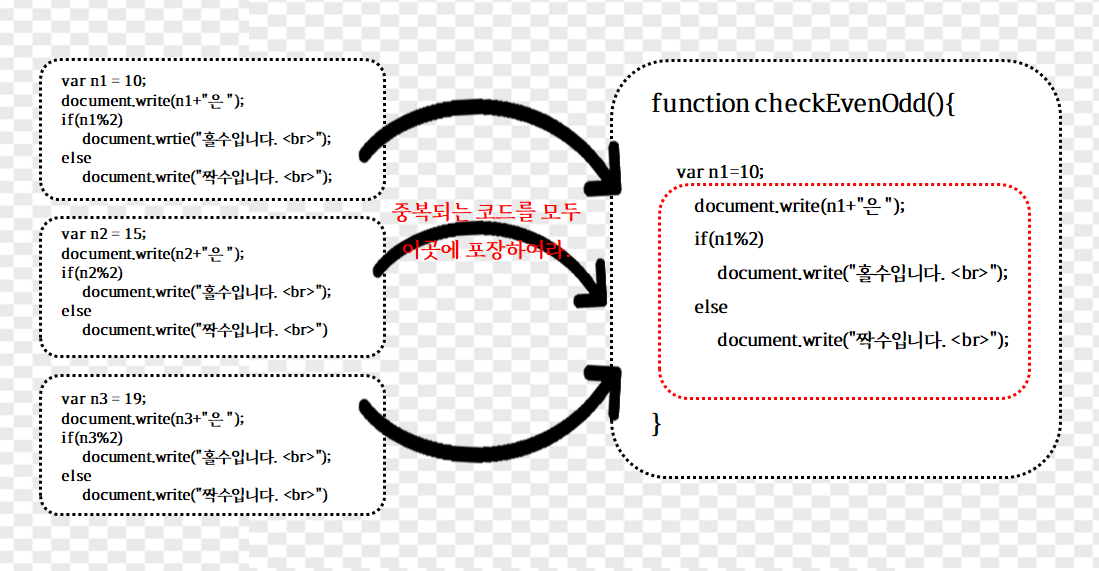 var n1 = 10;
document.write(n1+"은 ");
if(n1%2)
document.wrtie("홀수입니다. <br>");
else
document.write("짝수입니다. <br>");
var n2 = 15;
document.write(n2+"은 ");
if(n2%2)
document.write("홀수입니다. <br>");
else
document.write("짝수입니다. <br>")
var n3 = 19;
document.write(n3+"은 ");
if(n3%2)
document.write("홀수입니다. <br>");
else
document.write("짝수입니다. <br>")
중복되는 코드를 모두
이곳에 포장하여라.
function checkEvenOdd(){
var n1=10;
document.write(n1+"은 ");
if(n1%2)
document.write("홀수입니다. <br>");
else
document.write("짝수입니다. <br>");
}